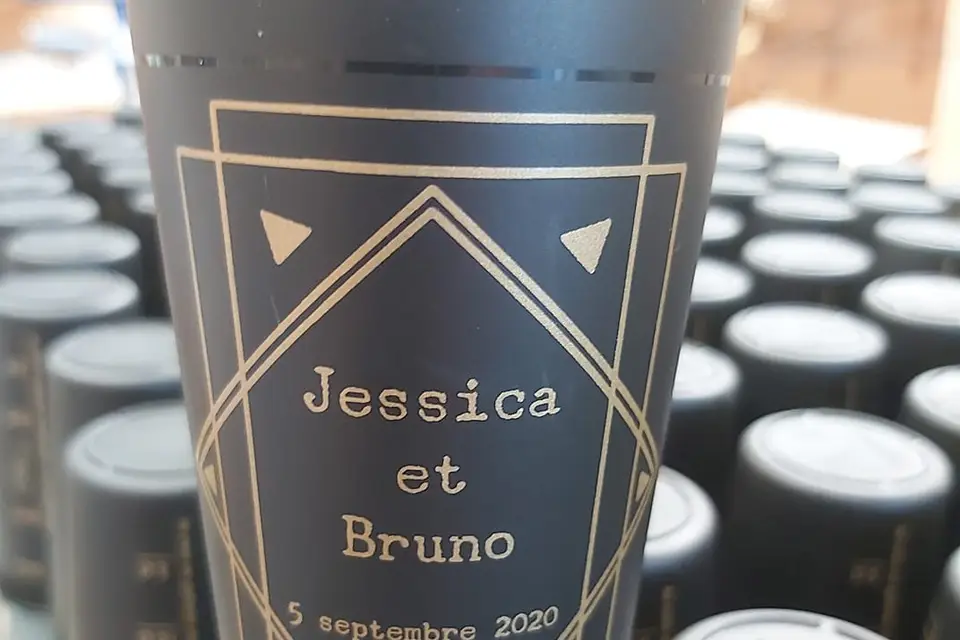 Jessica
et
Bruno
5 septembre 2020